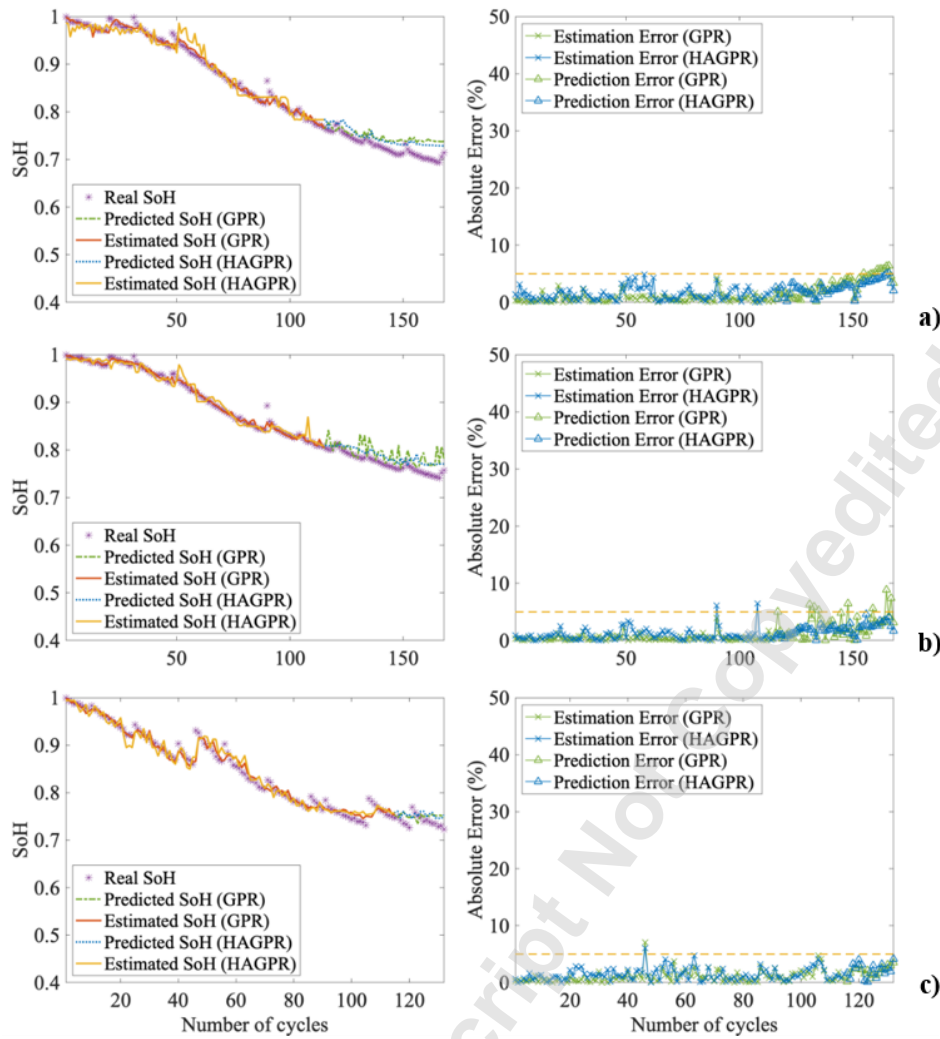 1
0.9
0.8
0.7
0.6
0.5
0.4
SoH
50
100
150
Real SoH
Predicted SoH (GPR)
Estimated SoH (GPR)
Predicted SoH (HAGPR)
Estimated SoH (HAGPR)
50
40
30
20
10
0
Absolute Error (%)
50
100
150
Estimation Error (GPR)
Estimation Error (HAGPR)
Prediction Error (GPR)
Prediction Error (HAGPR)
a)
1
0.9
0.8
0.7
0.6
0.5
0.4
SoH
50
100
150
Real SoH
Predicted SoH (GPR)
Estimated SoH (GPR)
Predicted SoH (HAGPR)
Estimated SoH (HAGPR)
50
40
30
20
10
0
Absolute Error (%)
50
100
150
Estimation Error (GPR)
Estimation Error (HAGPR)
Prediction Error (GPR)
Prediction Error (HAGPR)
b)
1
0.9
0.8
0.7
0.6
0.5
0.4
SoH
20
40
60
80
100
120
Number of cycles
Real SoH
Predicted SoH (GPR)
Estimated SoH (GPR)
Predicted SoH (HAGPR)
Estimated SoH (HAGPR)
50
40
30
20
10
0
Absolute Error (%)
20
40
60
80
100
120
Number of cycles
Estimation Error (GPR)
Estimation Error (HAGPR)
Prediction Error (GPR)
Prediction Error (HAGPR)
c)
cript Not Copyedited